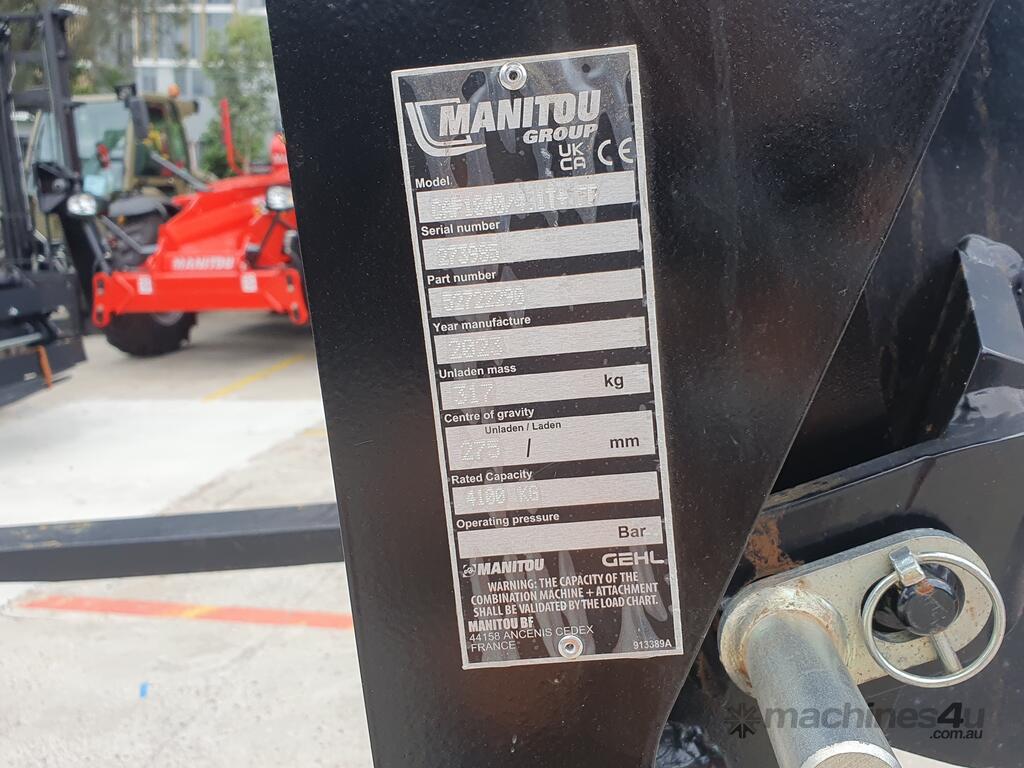 MANITOU
GROUP
UK
CA CE
Model
Serial number
273985
Part number
52722290
Year manufacture
2023
Unladen mass
317 kg
Centre of gravity
Unladen / Laden
275 / mm
Rated Capacity
4100 KG
Operating pressure
Bar
MANITOU GEHL
WARNING: THE CAPACITY OF THE
COMBINATION MACHINE + ATTACHMENT
SHALL BE VALIDATED BY THE LOAD CHART.
MANITOU BF
44158 ANCENIS CEDEX
FRANCE 913389A
MANITOU
machines4u
.com.au